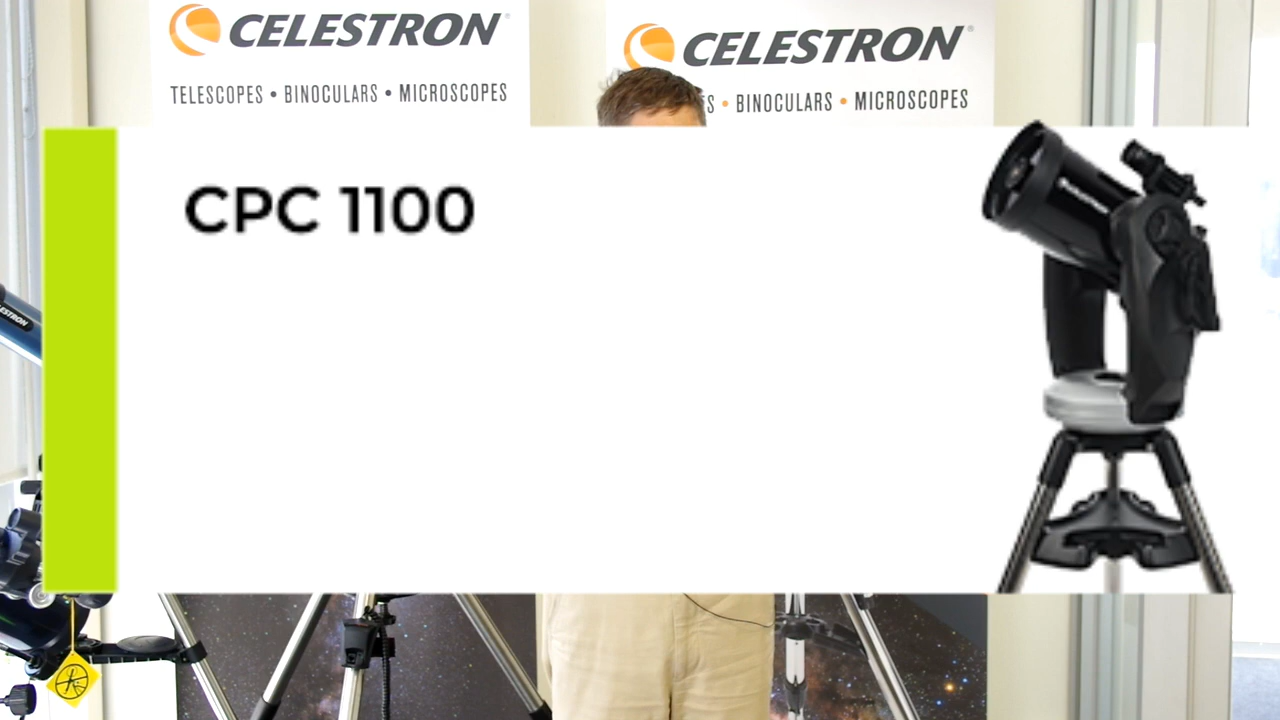 CELESTRON
TELESCOPES • BINOCULARS • MICROSCOPES
CELESTRON
S • BINOCULARS • MICROSCOPES
CPC 1100